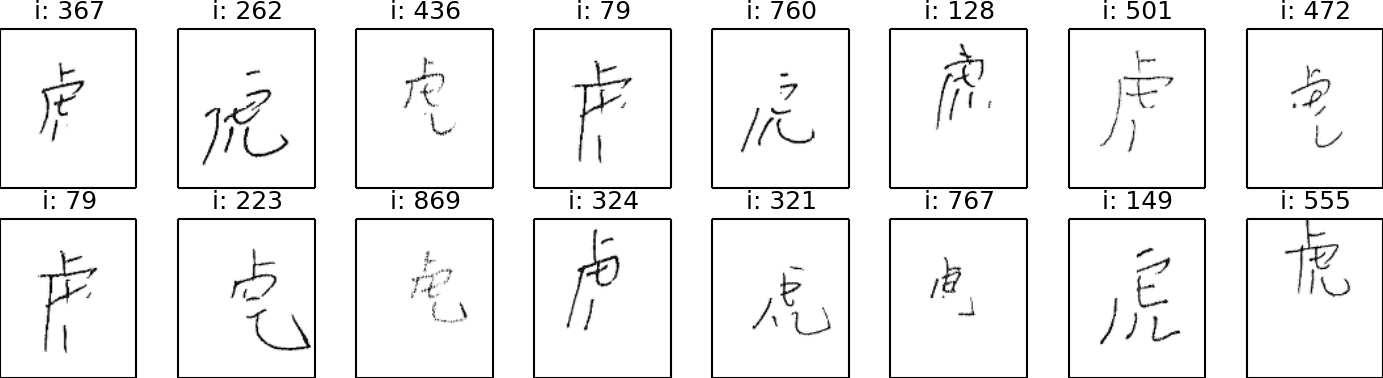 i: 367 i: 262 i: 436 i: 79 i: 760 i: 128 i: 501 i: 472
虎 虎 虎 虎 虎 虎 虎 虎
i: 79 i: 223 i: 869 i: 324 i: 321 i: 767 i: 149 i: 555
虎 虎 虎 虎 虎 虎 虎 虎